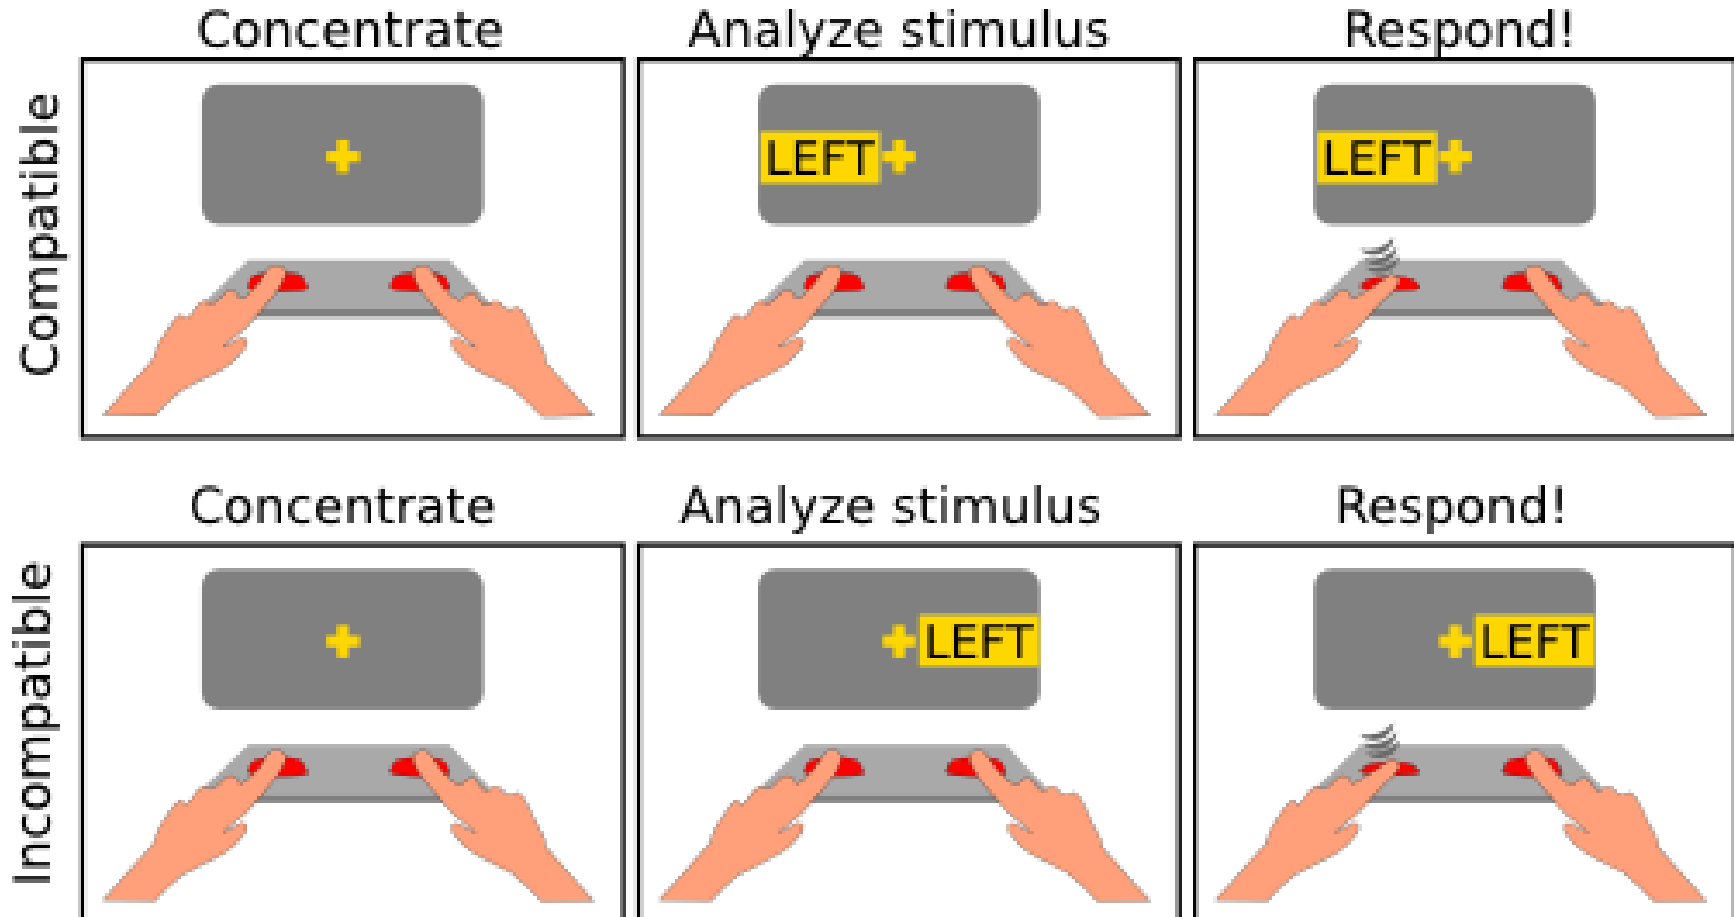 Concentrate
Analyze stimulus
Respond!
Compatible
LEFT
LEFT
Concentrate
Analyze stimulus
Respond!
Incompatible
LEFT
LEFT